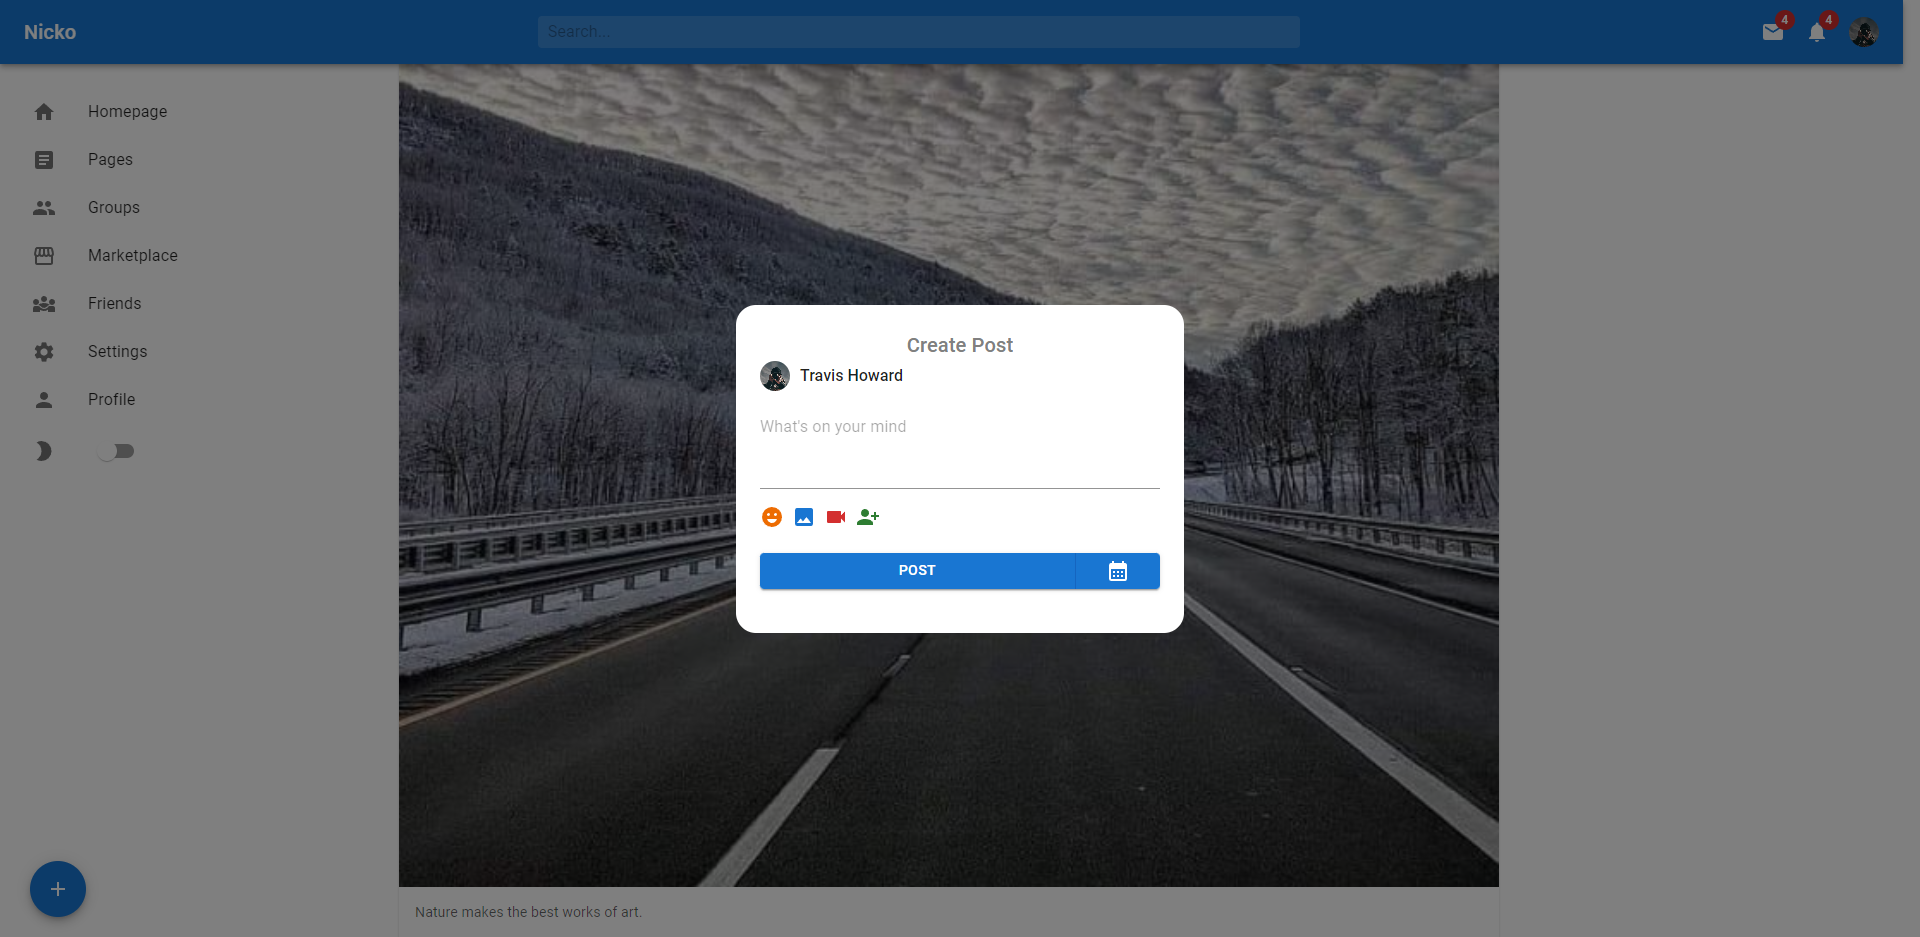 Nicko
Search...
4
4
Homepage
Pages
Groups
Marketplace
Friends
Settings
Profile
Create Post
Travis Howard
What's on your mind
POST
Nature makes the best works of art.